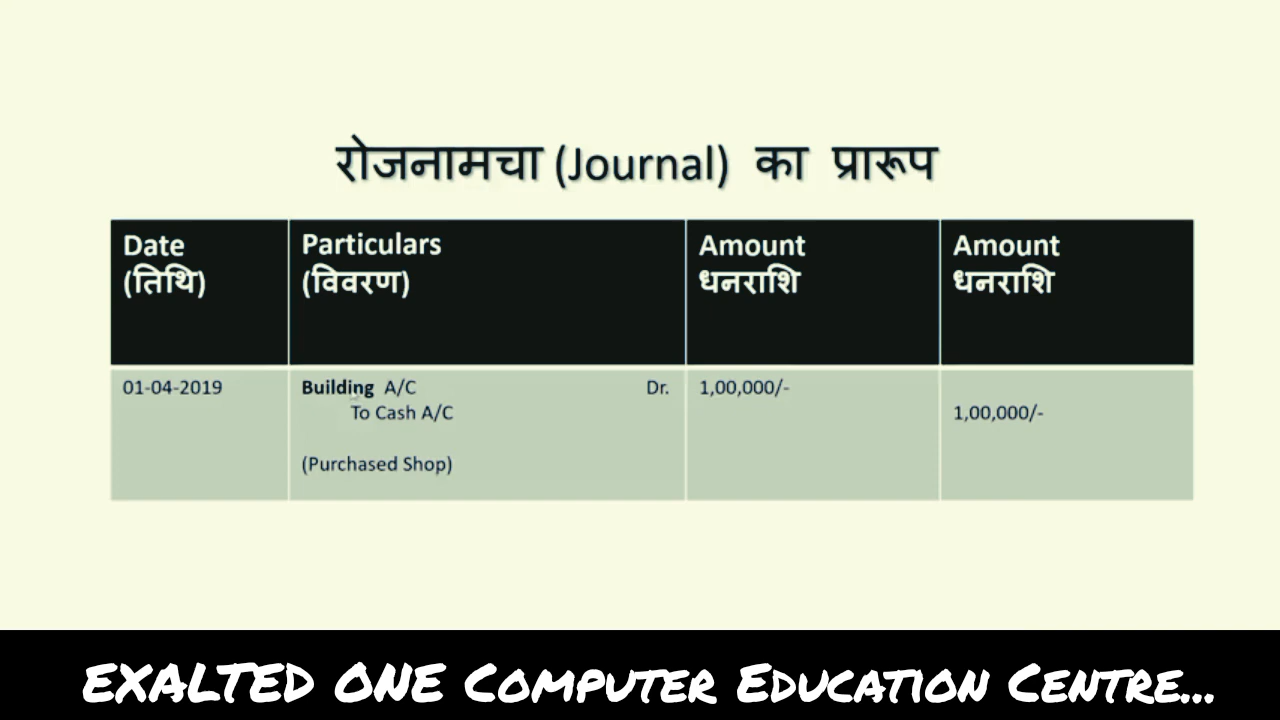 रोजनामचा (Journal) का प्रारूप
Date Particulars Amount Amount
(तिथि) (विवरण) धनराशि धनराशि
01-04-2019 Building A/C Dr. 1,00,000/-
To Cash A/C 1,00,000/-
(Purchased Shop)
EXALTED ONE COMPUTER EDUCATION CENTRE...